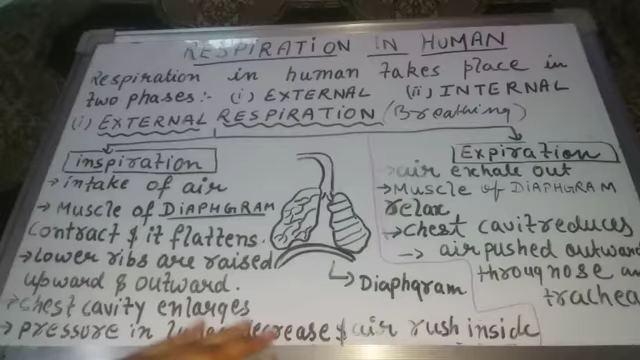 RESPIRATION IN HUMAN
Respiration in human takes place in
two phases:- (i) EXTERNAL (ii) INTERNAL
(i) EXTERNAL RESPIRATION (Breathing)
inspiration
→ intake of air
→ Muscle of DIAPHGRAM
contract & it flattens.
→ Lower ribs are raised
upward & outward.
→ Chest cavity enlarges
→ Pressure in decrease & air rush inside
Diaphgram
Expiration
→ air exhale out
→ Muscle of DIAPHGRAM
relax
→ Chest cavit reduces
→ air pushed outward
throug nose an
trachea